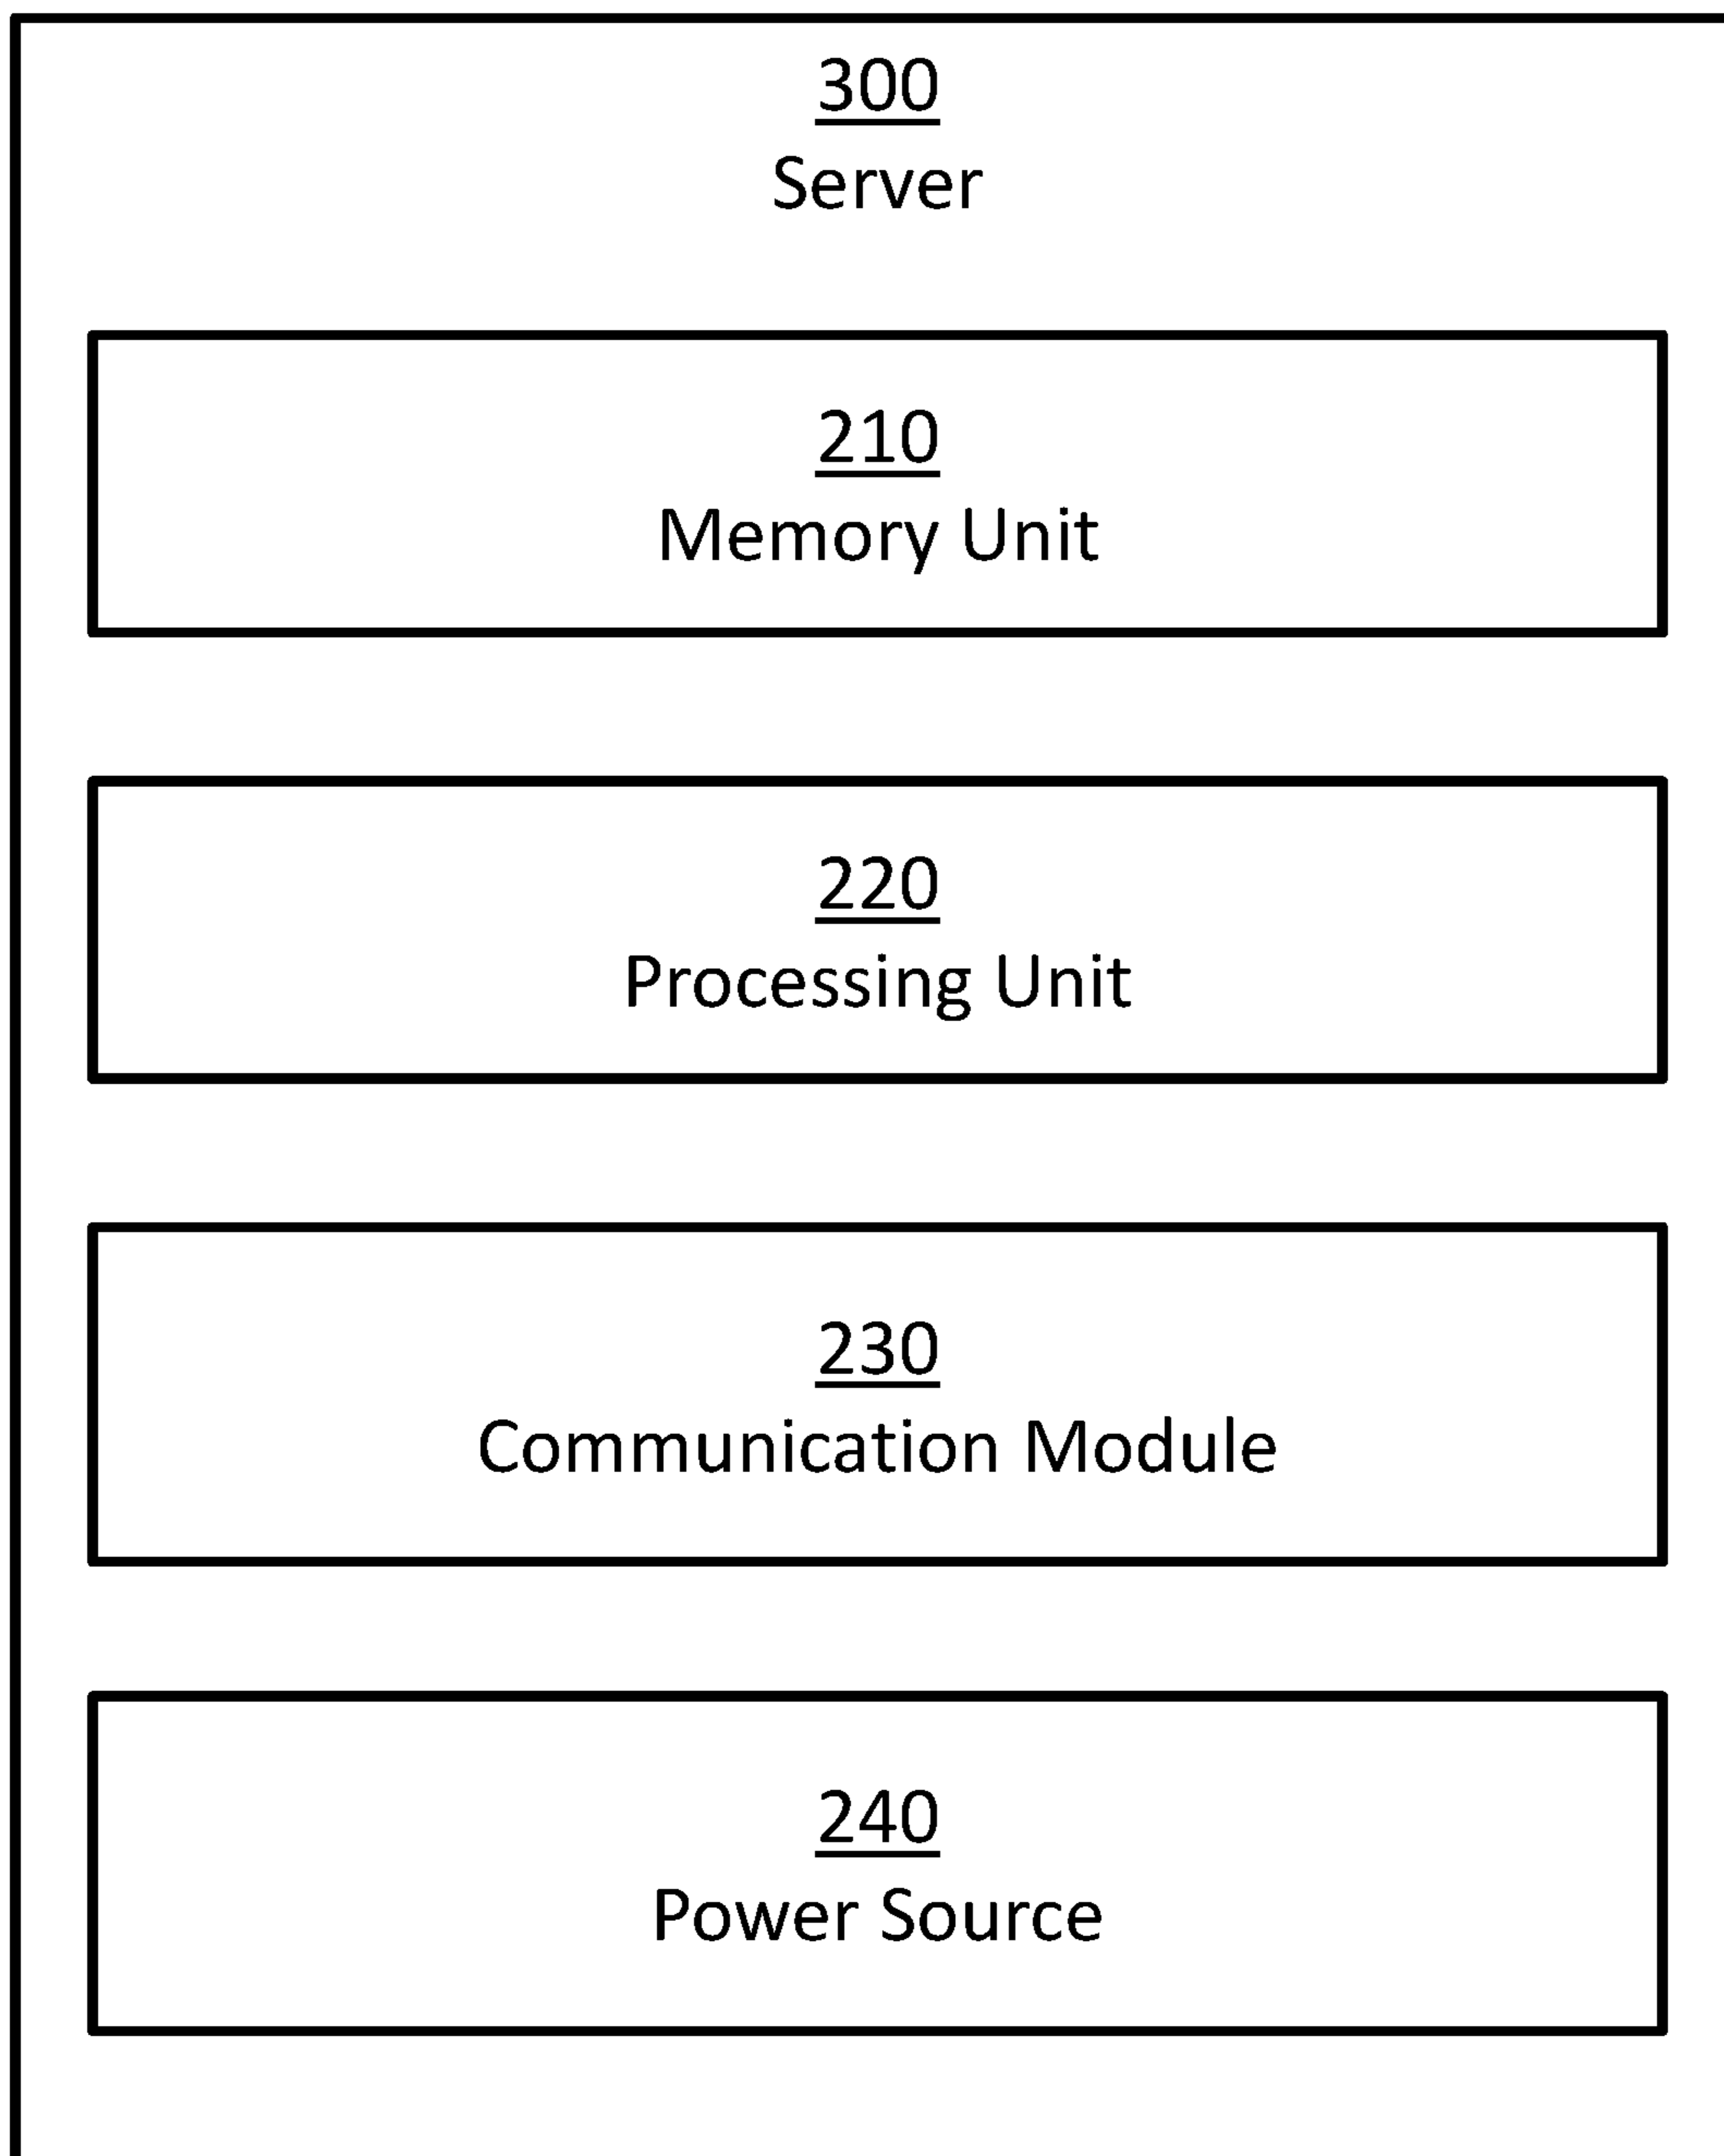 300
Server
210
Memory Unit
220
Processing Unit
230
Communication Module
240
Power Source